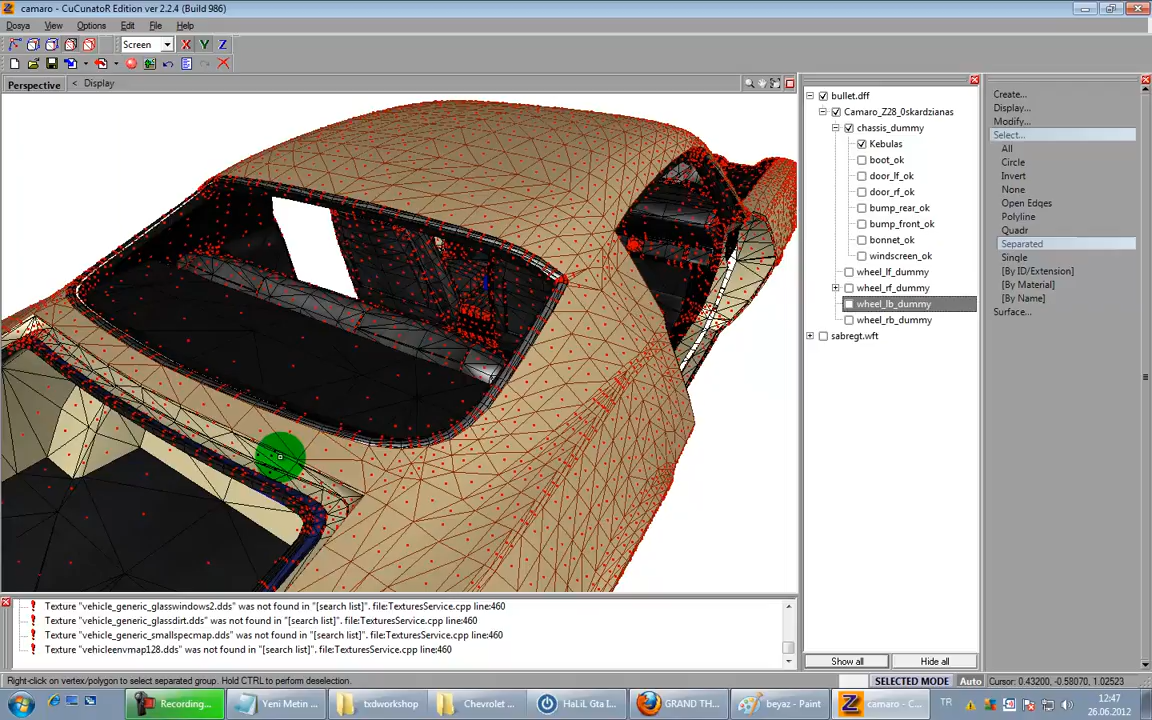 camaro - CuCunatoR Edition ver 2.2.4 (Build 986)
Dosya View Options Edit File Help
Screen X Y Z
Perspective < Display
bullet.dff
Camaro_Z28_0skardzianas
chassis_dummy
Kebulas
boot_ok
door_lf_ok
door_rf_ok
bump_rear_ok
bump_front_ok
bonnet_ok
windscreen_ok
wheel_lf_dummy
wheel_rf_dummy
wheel_lb_dummy
wheel_rb_dummy
sabregt.wft
Show all Hide all
Create...
Display...
Modify...
Select...
All
Circle
Invert
None
Open Edges
Polyline
Quadr
Separated
Single
[By ID/Extension]
[By Material]
[By Name]
Surface...
Texture "vehicle_generic_glasswindows2.dds" was not found in "[search list]". file:TexturesService.cpp line:460
Texture "vehicle_generic_glassdirt.dds" was not found in "[search list]". file:TexturesService.cpp line:460
Texture "vehicle_generic_smallspecmap.dds" was not found in "[search list]". file:TexturesService.cpp line:460
Texture "vehicleenvmap128.dds" was not found in "[search list]". file:TexturesService.cpp line:460
Right-click on vertex/polygon to select separated group. Hold CTRL to perform deselection. SELECTED MODE Auto Cursor: 0.43200, -0.58070, 1.02523
Recording... Yeni Metin ... txdworkshop Chevrolet ... HaLiL Gta I... GRAND TH... beyaz - Paint camaro - C... TR 12:47
26.06.2012